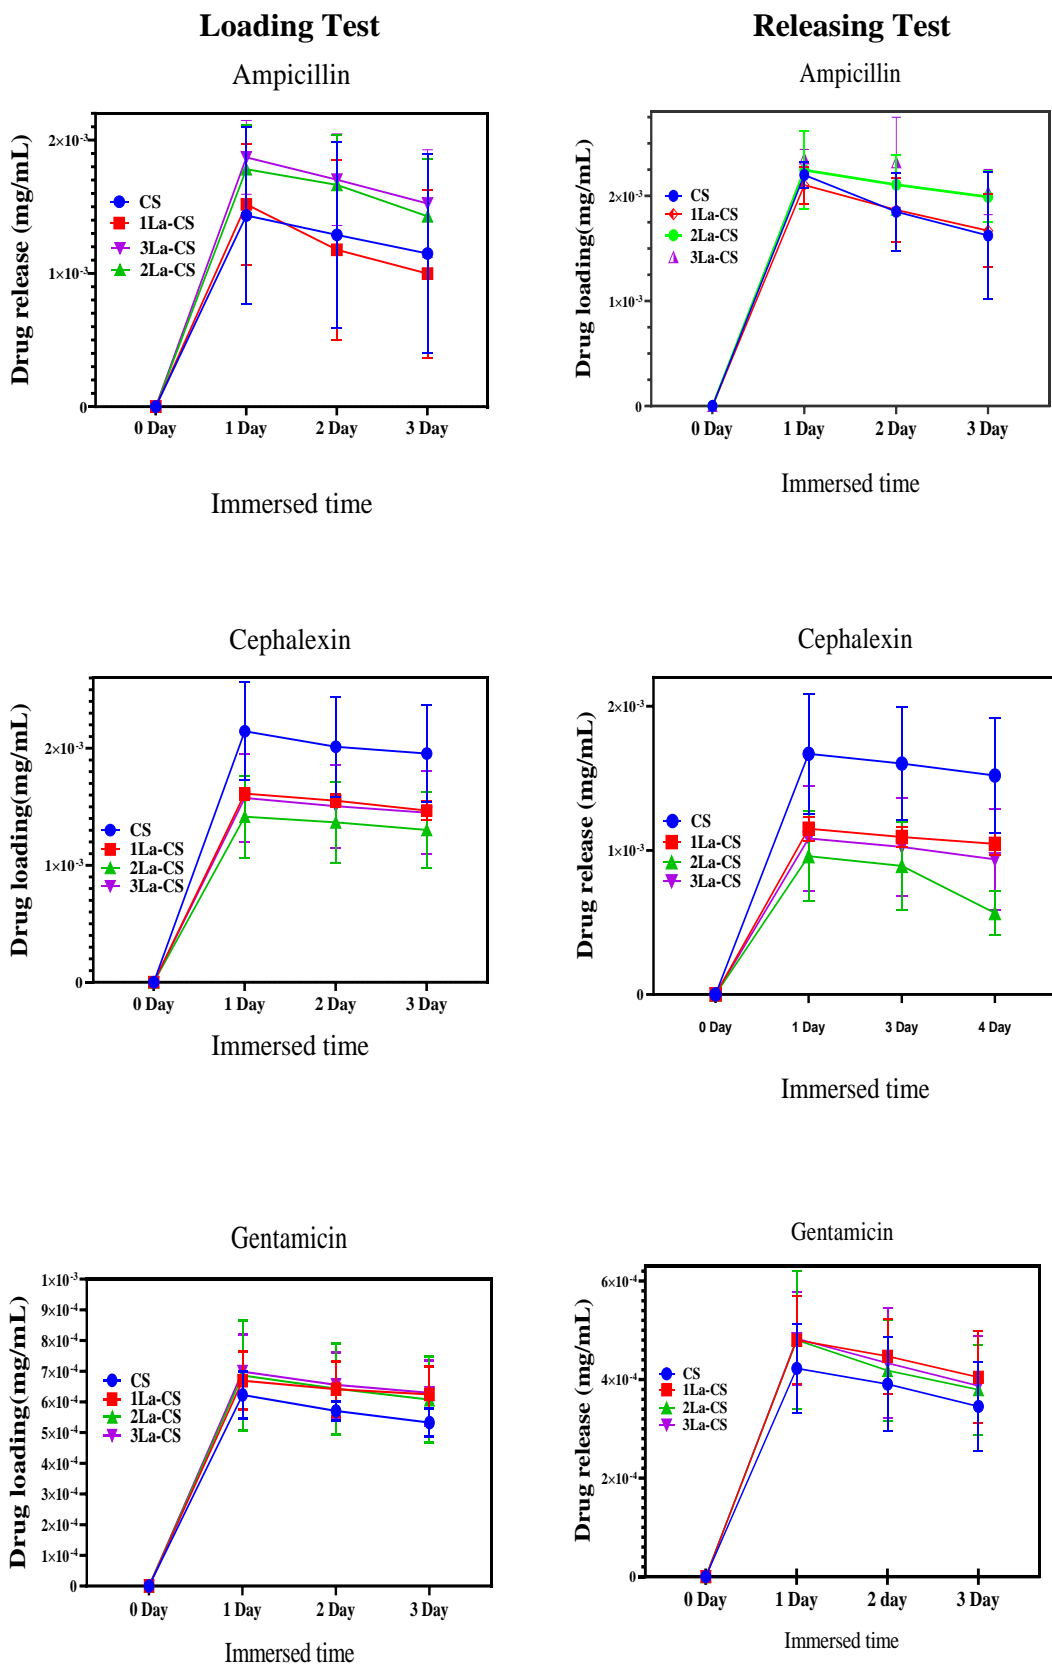 Loading Test
Releasing Test
Ampicillin
Drug release (mg/mL)
2×10⁻³
1×10⁻³
0
CS
1La-CS
3La-CS
2La-CS
0 Day 1 Day 2 Day 3 Day
Immersed time
Ampicillin
Drug loading(mg/mL)
2×10⁻³
1×10⁻³
0
CS
1La-CS
2La-CS
3La-CS
0 Day 1 Day 2 Day 3 Day
Immersed time
Cephalexin
Drug loading(mg/mL)
2×10⁻³
1×10⁻³
0
CS
1La-CS
2La-CS
3La-CS
0 Day 1 Day 2 Day 3 Day
Immersed time
Cephalexin
Drug release (mg/mL)
2×10⁻³
1×10⁻³
0
CS
1La-CS
2La-CS
3La-CS
0 Day 1 Day 3 Day 4 Day
Immersed time
Gentamicin
Drug loading(mg/mL)
1×10⁻³
9×10⁻⁴
8×10⁻⁴
7×10⁻⁴
6×10⁻⁴
5×10⁻⁴
4×10⁻⁴
3×10⁻⁴
2×10⁻⁴
1×10⁻⁴
0
CS
1La-CS
2La-CS
3La-CS
0 Day 1 Day 2 Day 3 Day
Immersed time
Gentamicin
Drug release (mg/mL)
6×10⁻⁴
4×10⁻⁴
2×10⁻⁴
0
CS
1La-CS
2La-CS
3La-CS
0 Day 1 Day 2 day 3 Day
Immersed time